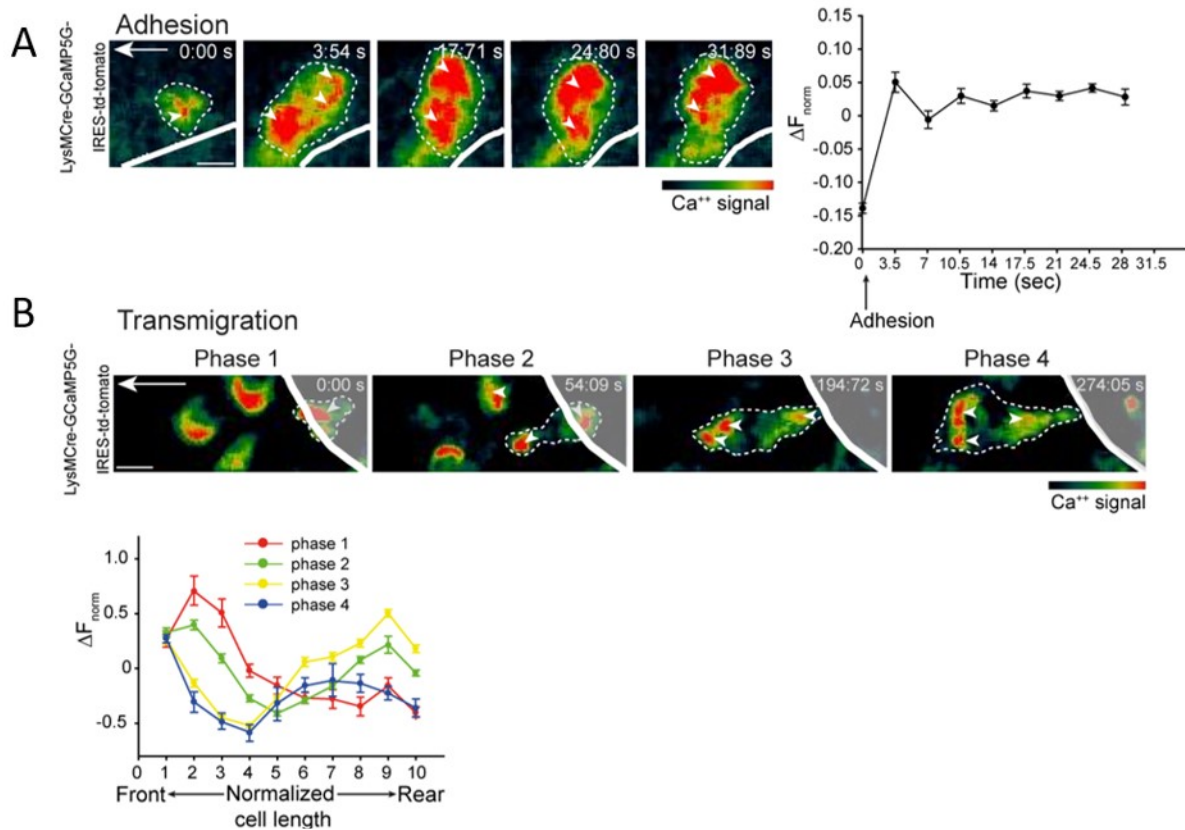 A
Adhesion
LysMCre-GCaMP5G-
IRES-td-tomato
0:00 s
3:54 s
17:71 s
24:80 s
31:89 s
Ca++ signal
ΔFnorm
0.15
0.10
0.05
0
-0.05
-0.10
-0.15
-0.20
0 3.5 7 10.5 14 17.5 21 24.5 28 31.5
Time (sec)
Adhesion
B
Transmigration
LysMCre-GCaMP5G-
IRES-td-tomato
Phase 1
Phase 2
Phase 3
Phase 4
0:00 s
54:09 s
194:72 s
274:05 s
Ca++ signal
ΔFnorm
1.0
0.5
0
-0.5
phase 1
phase 2
phase 3
phase 4
0 1 2 3 4 5 6 7 8 9 10
Front Normalized Rear
cell length